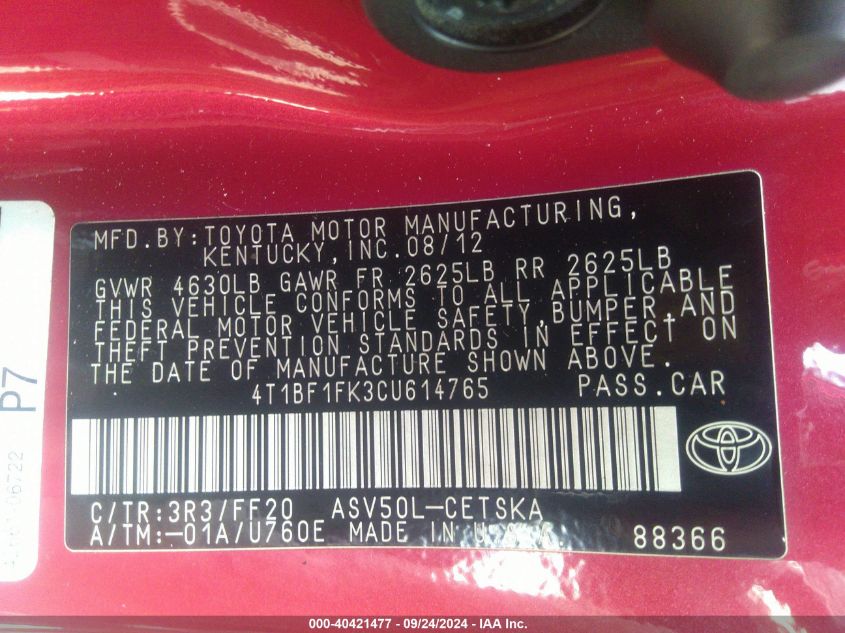 MFD.BY:TOYOTA MOTOR MANUFACTURING,
KENTUCKY,INC.08/12
GVWR 4630LB GAWR FR 2625LB RR 2625LB
THIS VEHICLE CONFORMS TO ALL APPLICABLE
FEDERAL MOTOR VEHICLE SAFETY,BUMPER,AND
THEFT PREVENTION STANDARDS IN EFFECT ON
THE DATE OF MANUFACTURE SHOWN ABOVE.
4T1BF1FK3CU614765 PASS.CAR
C/TR:3R3/FF20 ASV50L-CETSKA
A/TM:-01A/U760E MADE IN U.S.A.
88366
P7
06722
000-40421477 - 09/24/2024 - IAA Inc.